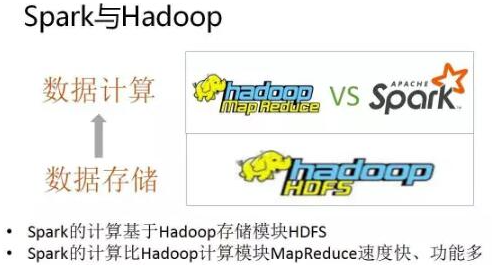 Spark与Hadoop
数据计算
hadoop
MapReduce
VS
APACHE
Spark™
数据存储
hadoop
HDFS
• Spark的计算基于Hadoop存储模块HDFS
• Spark的计算比Hadoop计算模块MapReduce速度快、功能多